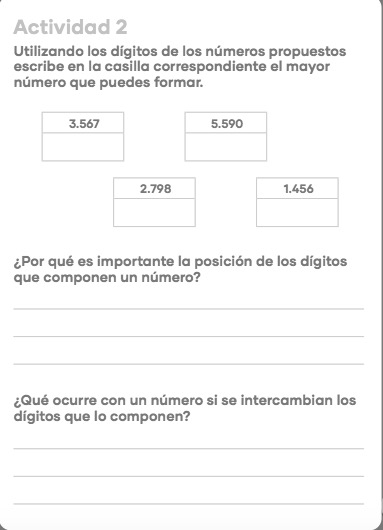 Actividad 2
Utilizando los dígitos de los números propuestos
escribe en la casilla correspondiente el mayor
número que puedes formar.
3.567
5.590
2.798
1.456
¿Por qué es importante la posición de los dígitos
que componen un número?
¿Qué ocurre con un número si se intercambian los
dígitos que lo componen?